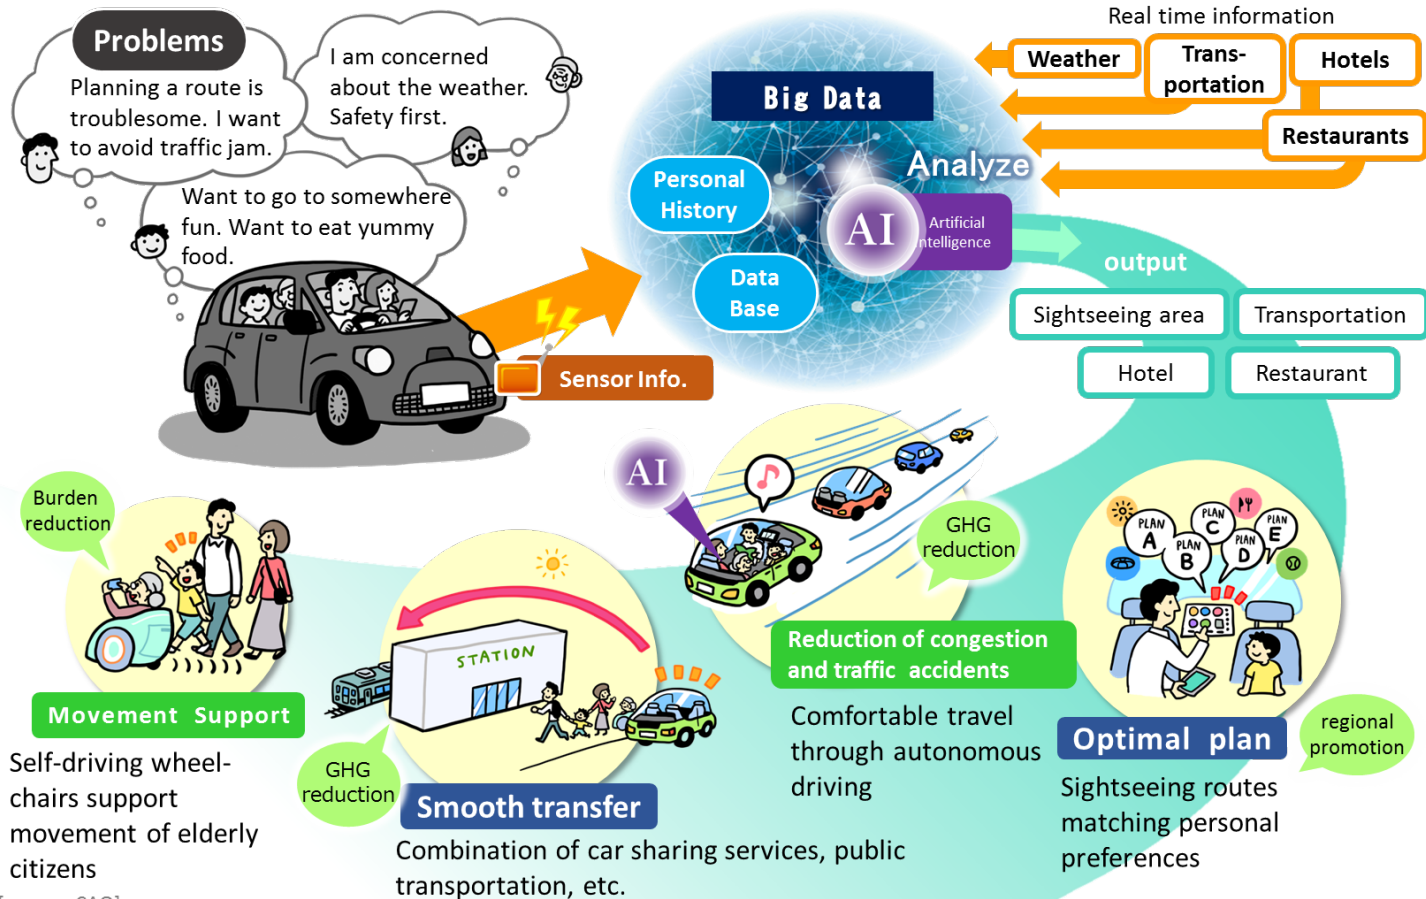 Problems
Planning a route is
troublesome. I want
to avoid traffic jam.
I am concerned
about the weather.
Safety first.
Want to go to somewhere
fun. Want to eat yummy
food.
Sensor Info.
Big Data
Personal
History
Data
Base
Analyze
AI
Artificial
ntelligence
Real time information
Weather
Trans-
portation
Hotels
Restaurants
output
Sightseeing area
Transportation
Hotel
Restaurant
PLAN
A
PLAN
B
PLAN
C
PLAN
D
PLAN
E
Optimal plan
regional
promotion
Sightseeing routes
matching personal
preferences
AI
GHG
reduction
Reduction of congestion
and traffic accidents
Comfortable travel
through autonomous
driving
STATION
GHG
reduction
Smooth transfer
Combination of car sharing services, public
transportation, etc.
Burden
reduction
Movement Support
Self-driving wheel-
chairs support
movement of elderly
citizens